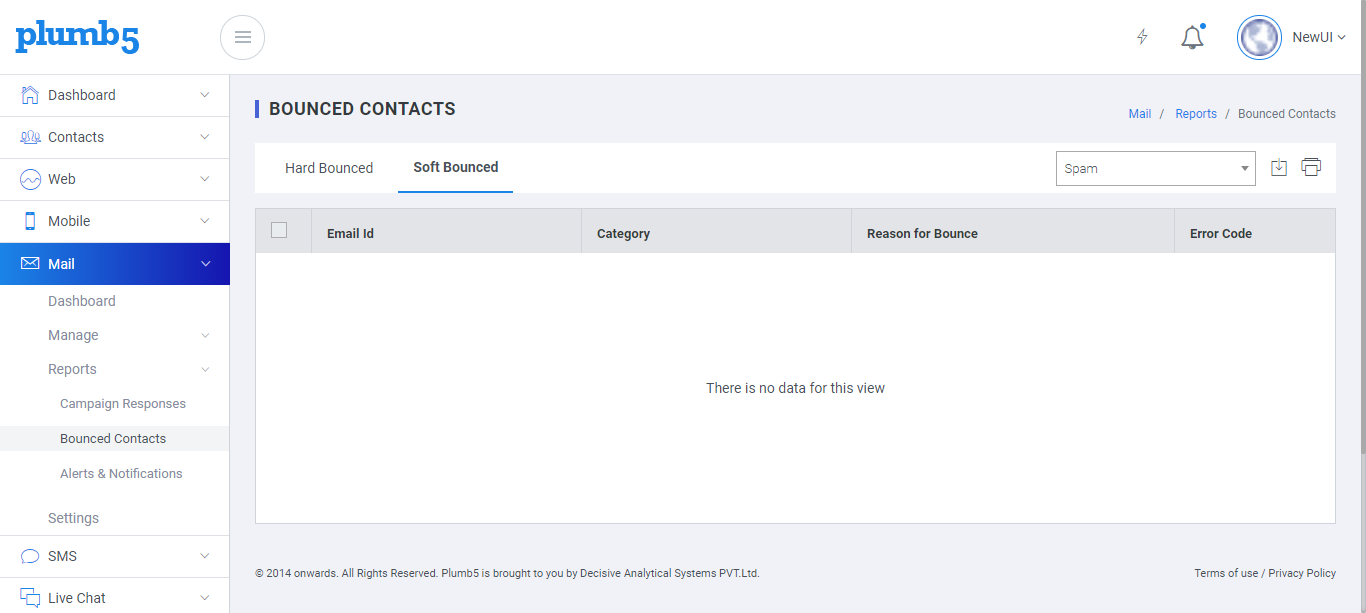 plumb5
NewUI
Dashboard
Contacts
Web
Mobile
Mail
Dashboard
Manage
Reports
Campaign Responses
Bounced Contacts
Alerts & Notifications
Settings
SMS
Live Chat
BOUNCED CONTACTS
Mail / Reports / Bounced Contacts
Hard Bounced Soft Bounced Spam
Email Id Category Reason for Bounce Error Code
There is no data for this view
© 2014 onwards. All Rights Reserved. Plumb5 is brought to you by Decisive Analytical Systems PVT.Ltd. Terms of use / Privacy Policy